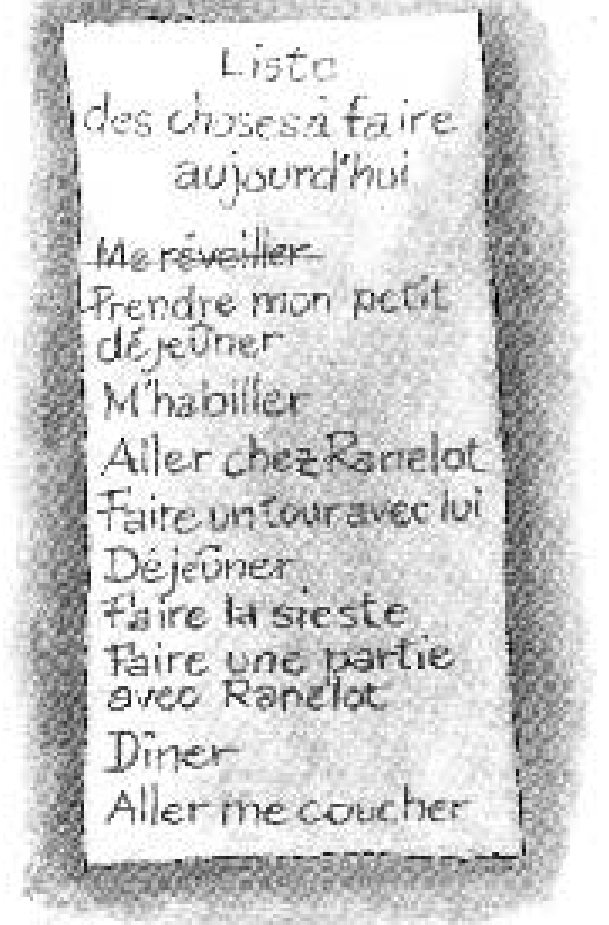 Liste
des choses à faire
aujourd'hui
Me réveiller
Prendre mon petit
déjeûner
M'habiller
Aller chez Ranelot
Faire un tour avec lui
Déjeûner
Faire la sieste
Faire une partie
avec Ranelot
Dîner
Aller me coucher